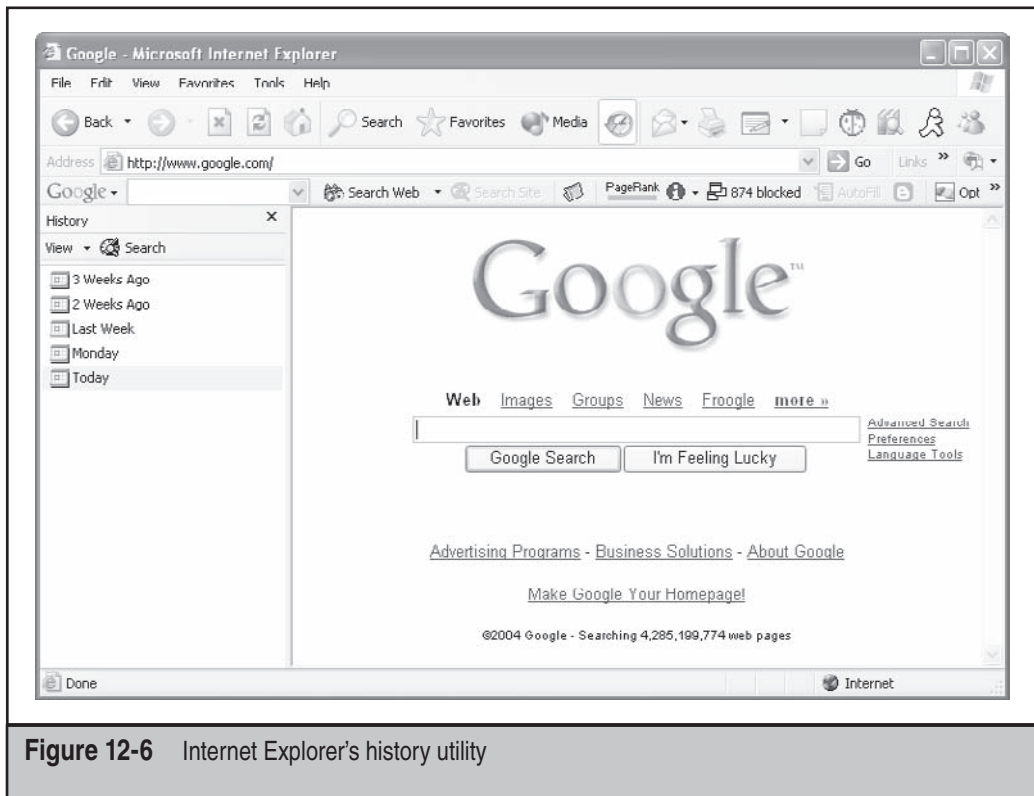 Google - Microsoft Internet Explorer
File Edit View Favorites Tools Help
Back Search Favorites Media
Address http://www.google.com/ Go Links »
Google Search Web Search Site PageRank 874 blocked AutoFill Opt »
History x
View Search
3 Weeks Ago
2 Weeks Ago
Last Week
Monday
Today
Google™
Web Images Groups News Froogle more »
Advanced Search
Preferences
Language Tools
Google Search I'm Feeling Lucky
Advertising Programs - Business Solutions - About Google
Make Google Your Homepage!
©2004 Google - Searching 4,285,199,774 web pages
Done Internet
Figure 12-6 Internet Explorer's history utility